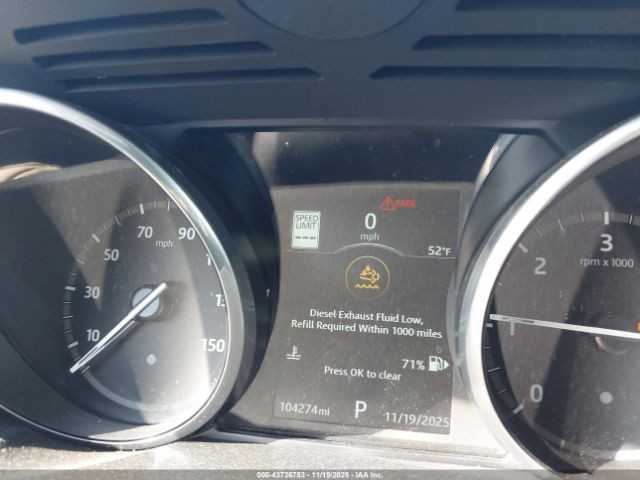 PARK
SPEED LIMIT
---
0
mph
52°F
70 90
mph
50
30
10
150
3
2
rpm x 1000
1
0
Diesel Exhaust Fluid Low,
Refill Required Within 1000 miles
71%
Press OK to clear
104274mi P 11/19/2025
000-43726753 - 11/19/2025 - IAA